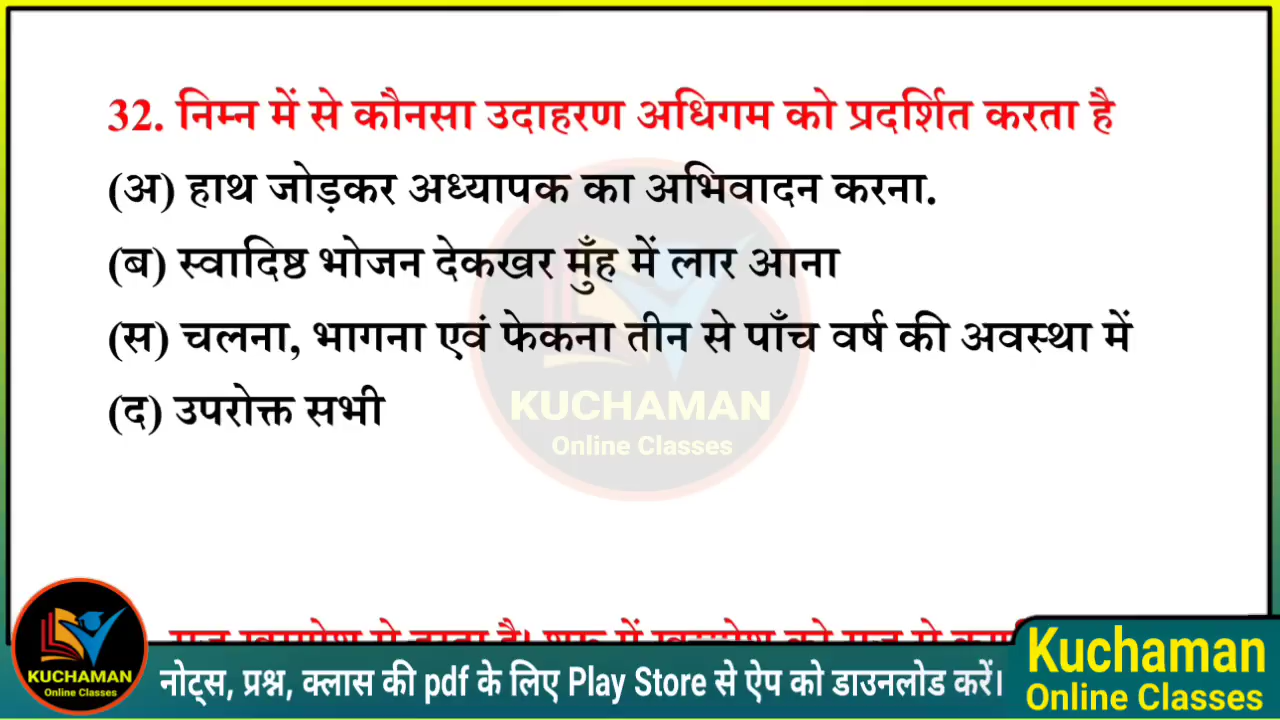 32. निम्न में से कौनसा उदाहरण अधिगम को प्रदर्शित करता है
(अ) हाथ जोड़कर अध्यापक का अभिवादन करना.
(ब) स्वादिष्ठ भोजन देकखर मुँह में लार आना
(स) चलना, भागना एवं फेकना तीन से पाँच वर्ष की अवस्था में
(द) उपरोक्त सभी
KUCHAMAN
Online Classes
KUCHAMAN
Online Classes
नोट्स, प्रश्न, क्लास की pdf के लिए Play Store से ऐप को डाउनलोड करें।
Kuchaman
Online Classes